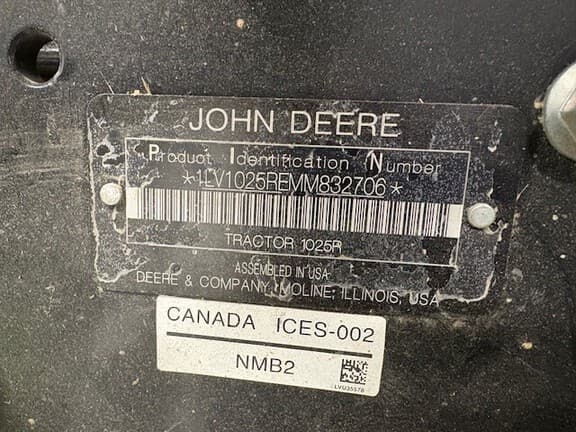 JOHN DEERE
Product Identification Number
*1LV1025REMM832706*
TRACTOR 1025R
ASSEMBLED IN USA
DEERE & COMPANY, MOLINE, ILLINOIS, USA
CANADA ICES-002
NMB2
LVU35578